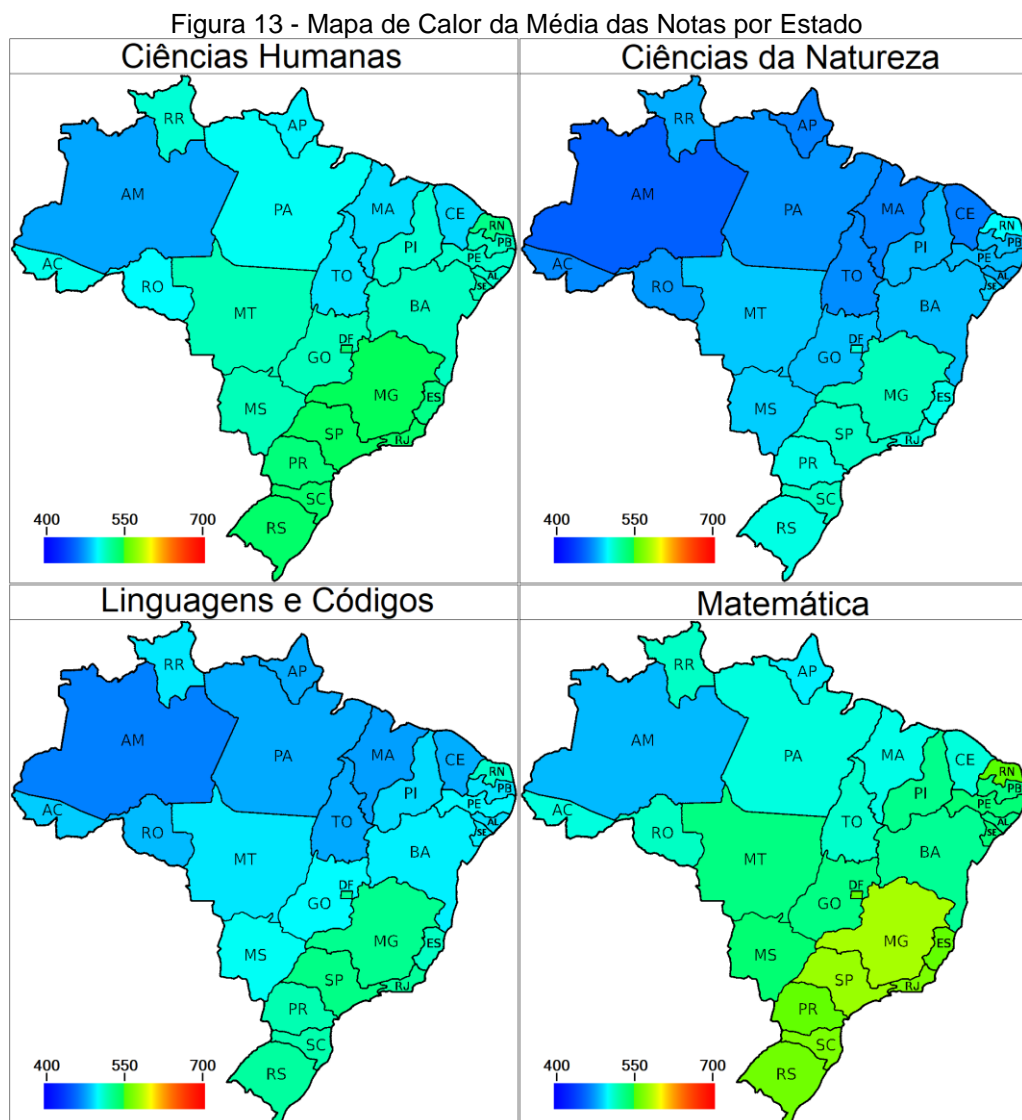 Figura 13 - Mapa de Calor da Média das Notas por Estado
Ciências Humanas
RR
AP
AM
PA
MA
CE
RN
PB
PI
PE
AL
SE
AC
TO
RO
BA
MT
DF
GO
MG
ES
MS
SP
RJ
PR
SC
RS
400 550 700
Ciências da Natureza
RR
AP
AM
PA
MA
CE
RN
PB
PI
PE
AL
SE
AC
TO
RO
BA
MT
DF
GO
MG
ES
MS
SP
RJ
PR
SC
RS
400 550 700
Linguagens e Códigos
RR
AP
AM
PA
MA
CE
RN
PB
PI
PE
AL
SE
AC
TO
RO
BA
MT
DF
GO
MG
ES
MS
SP
RJ
PR
SC
RS
400 550 700
Matemática
RR
AP
AM
PA
MA
CE
RN
PB
PI
PE
AL
SE
AC
TO
RO
BA
MT
DF
GO
MG
ES
MS
SP
RJ
PR
SC
RS
400 550 700